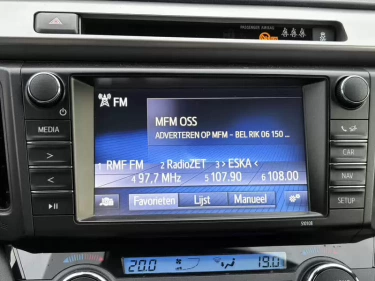 PASSENGER AIRBAG
FM
MFM OSS
ADVERTEREN OP MFM - BEL RIK 06 150 ...
1 RMF FM 2 RadioZET 3 > ESKA <
4 97,7 MHz 5 107.90 6 108.00
Favorieten Lijst Manueel
MEDIA
CAR
NAV
SETUP
20.0 19.0